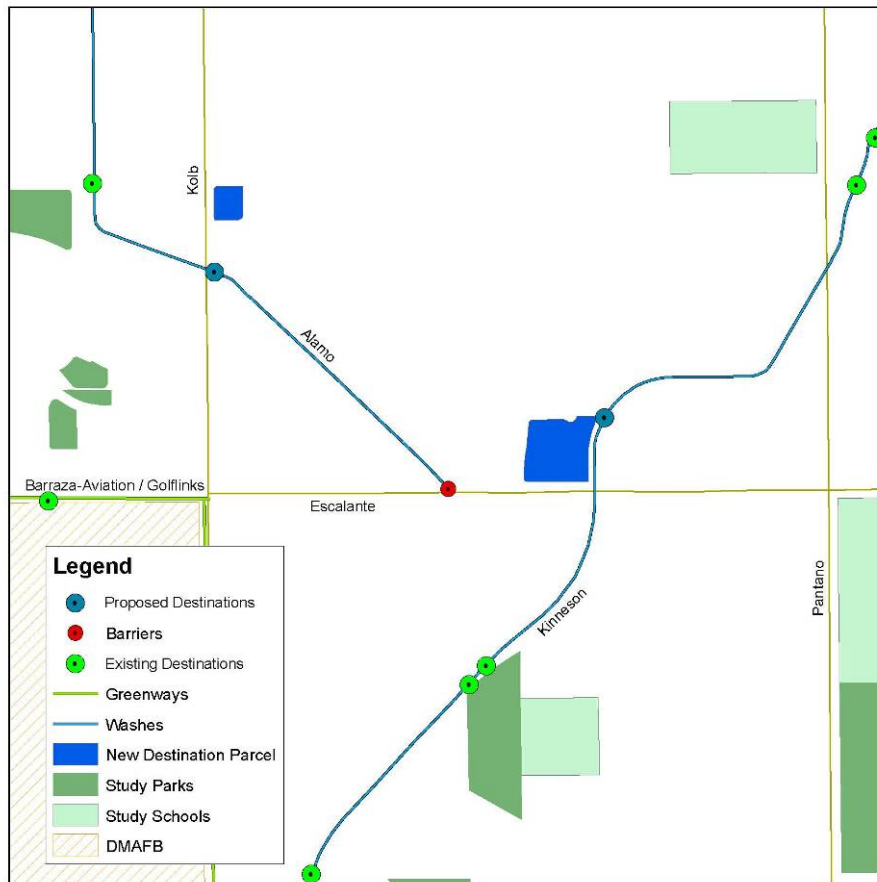 Kolb
Alamo
Barraza-Aviation / Golflinks
Escalante
Kinneson
Pantano
Legend
Proposed Destinations
Barriers
Existing Destinations
Greenways
Washes
New Destination Parcel
Study Parks
Study Schools
DMAFB